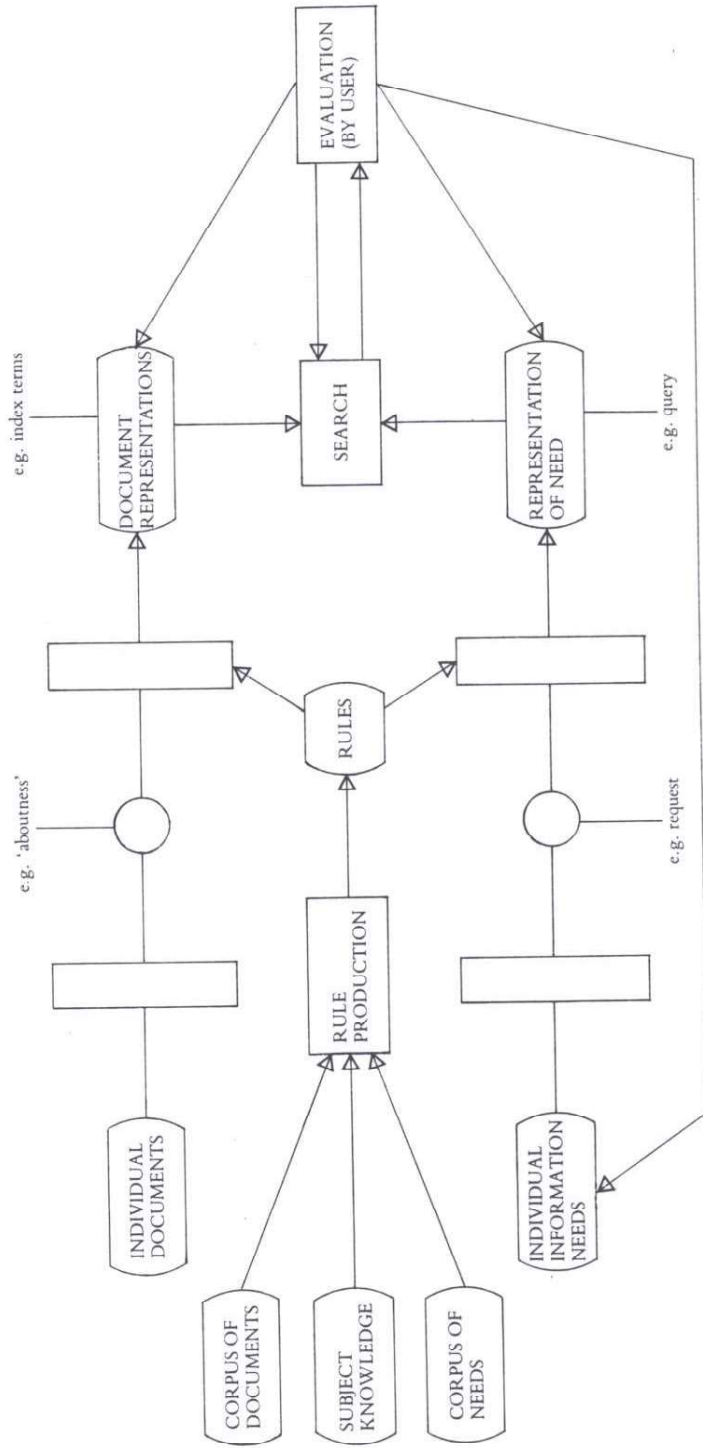 e.g. 'aboutness'
e.g. index terms
INDIVIDUAL
DOCUMENTS
DOCUMENT
REPRESENTATIONS
CORPUS OF
DOCUMENTS
SUBJECT
KNOWLEDGE
CORPUS OF
NEEDS
RULE
PRODUCTION
RULES
SEARCH
EVALUATION
(BY USER)
INDIVIDUAL
INFORMATION
NEEDS
REPRESENTATION
OF NEED
e.g. request
e.g. query